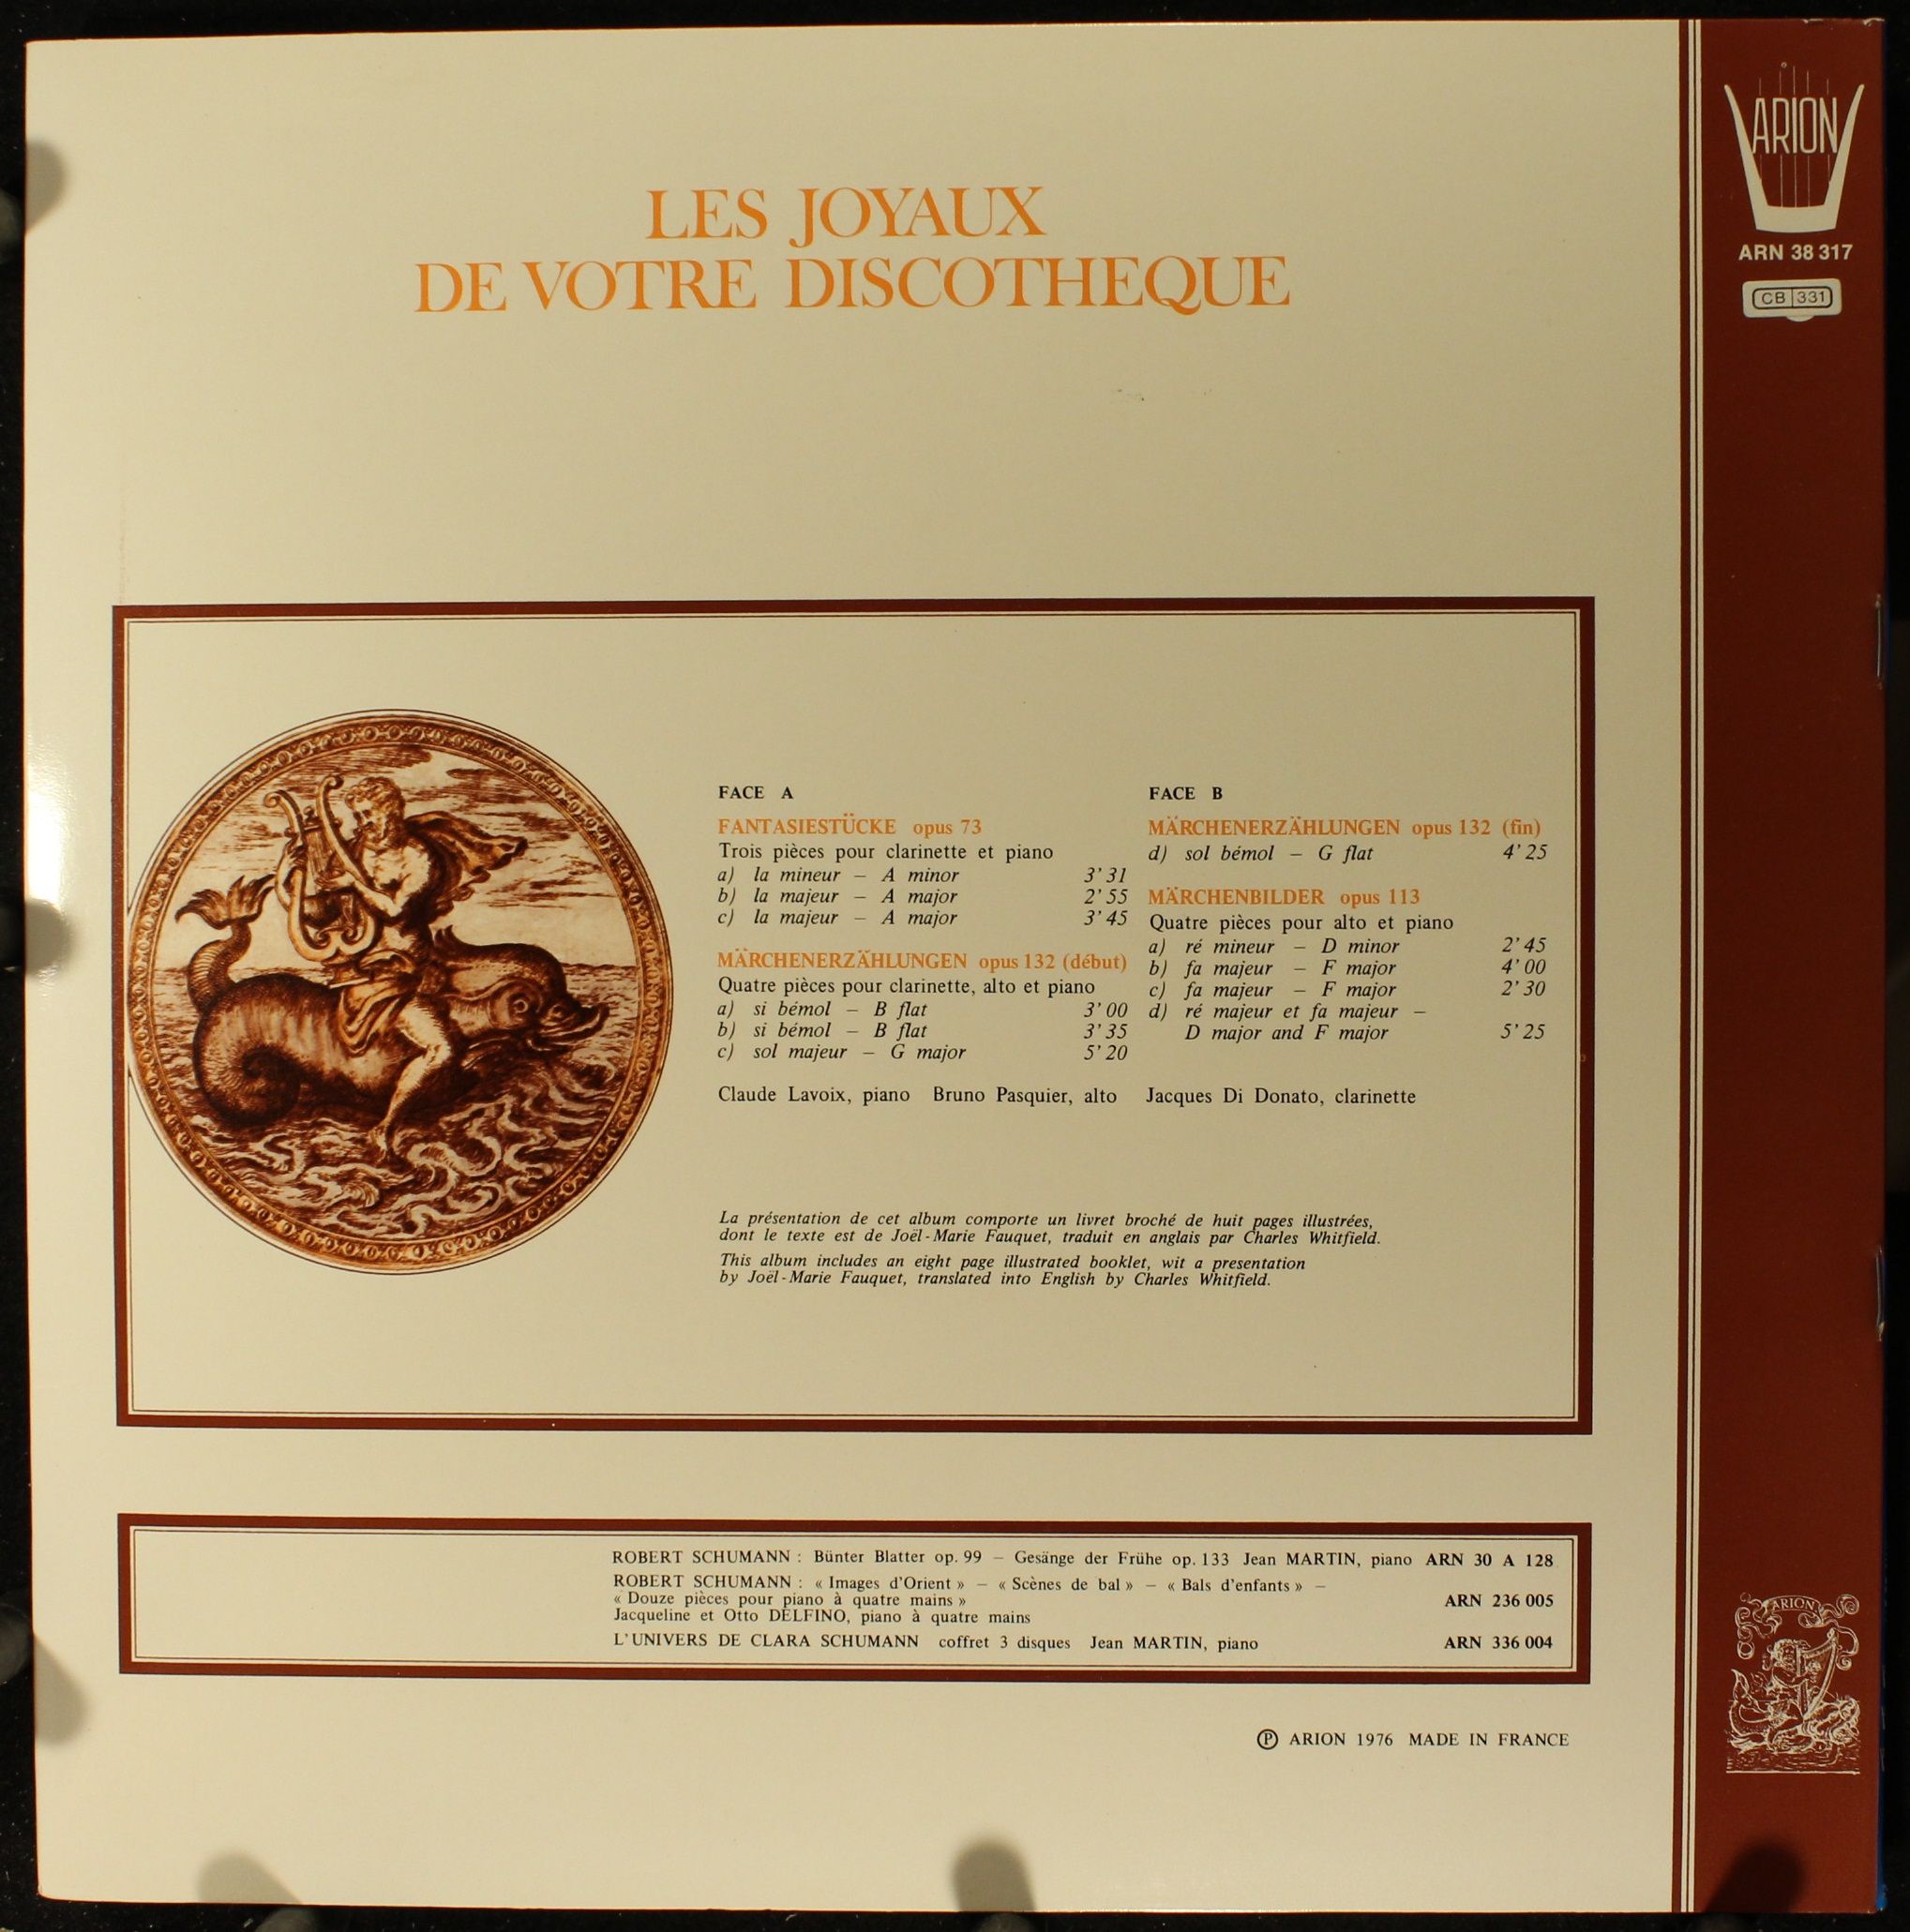 ARION
ARN 38 317
CB 331
LES JOYAUX
DE VOTRE DISCOTHEQUE
FACE A
FANTASIESTÜCKE opus 73
Trois pièces pour clarinette et piano
a) la mineur – A minor 3'31
b) la majeur – A major 2'55
c) la majeur – A major 3'45
MÄRCHENERZÄHLUNGEN opus 132 (début)
Quatre pièces pour clarinette, alto et piano
a) si bémol – B flat 3'00
b) si bémol – B flat 3'35
c) sol majeur – G major 5'20
FACE B
MÄRCHENERZÄHLUNGEN opus 132 (fin)
d) sol bémol – G flat 4'25
MÄRCHENBILDER opus 113
Quatre pièces pour alto et piano
a) ré mineur – D minor 2'45
b) fa majeur – F major 4'00
c) fa majeur – F major 2'30
d) ré majeur et fa majeur –
D major and F major 5'25
Claude Lavoix, piano Bruno Pasquier, alto Jacques Di Donato, clarinette
La présentation de cet album comporte un livret broché de huit pages illustrées,
dont le texte est de Joël-Marie Fauquet, traduit en anglais par Charles Whitfield.
This album includes an eight page illustrated booklet, wit a presentation
by Joël-Marie Fauquet, translated into English by Charles Whitfield.
ROBERT SCHUMANN : Bünter Blatter op. 99 – Gesänge der Frühe op. 133 Jean MARTIN, piano ARN 30 A 128
ROBERT SCHUMANN : « Images d'Orient » – « Scènes de bal » – « Bals d'enfants » –
« Douze pièces pour piano à quatre mains » ARN 236 005
Jacqueline et Otto DELFINO, piano à quatre mains
L'UNIVERS DE CLARA SCHUMANN coffret 3 disques Jean MARTIN, piano ARN 336 004
ARION
Ⓟ ARION 1976 MADE IN FRANCE